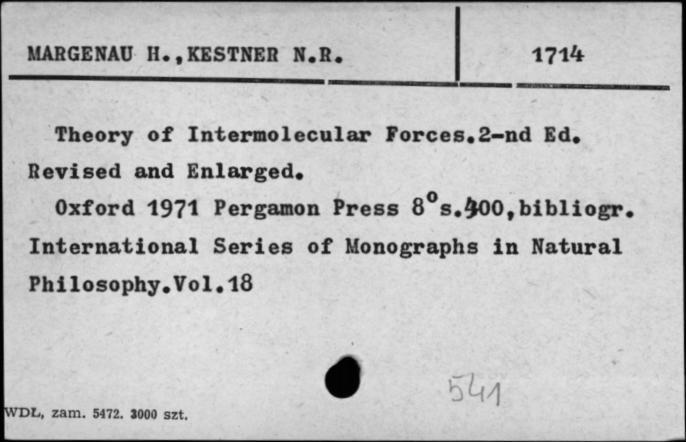 MARGENAU H.,KESTNER N.R. 1714
Theory of Intermolecular Forces.2-nd Ed.
Revised and Enlarged.
Oxford 1971 Pergamon Press 8°s.400,bibliogr.
International Series of Monographs in Natural
Philosophy.Vol.18
541
WDL, zam. 5472. 3000 szt.